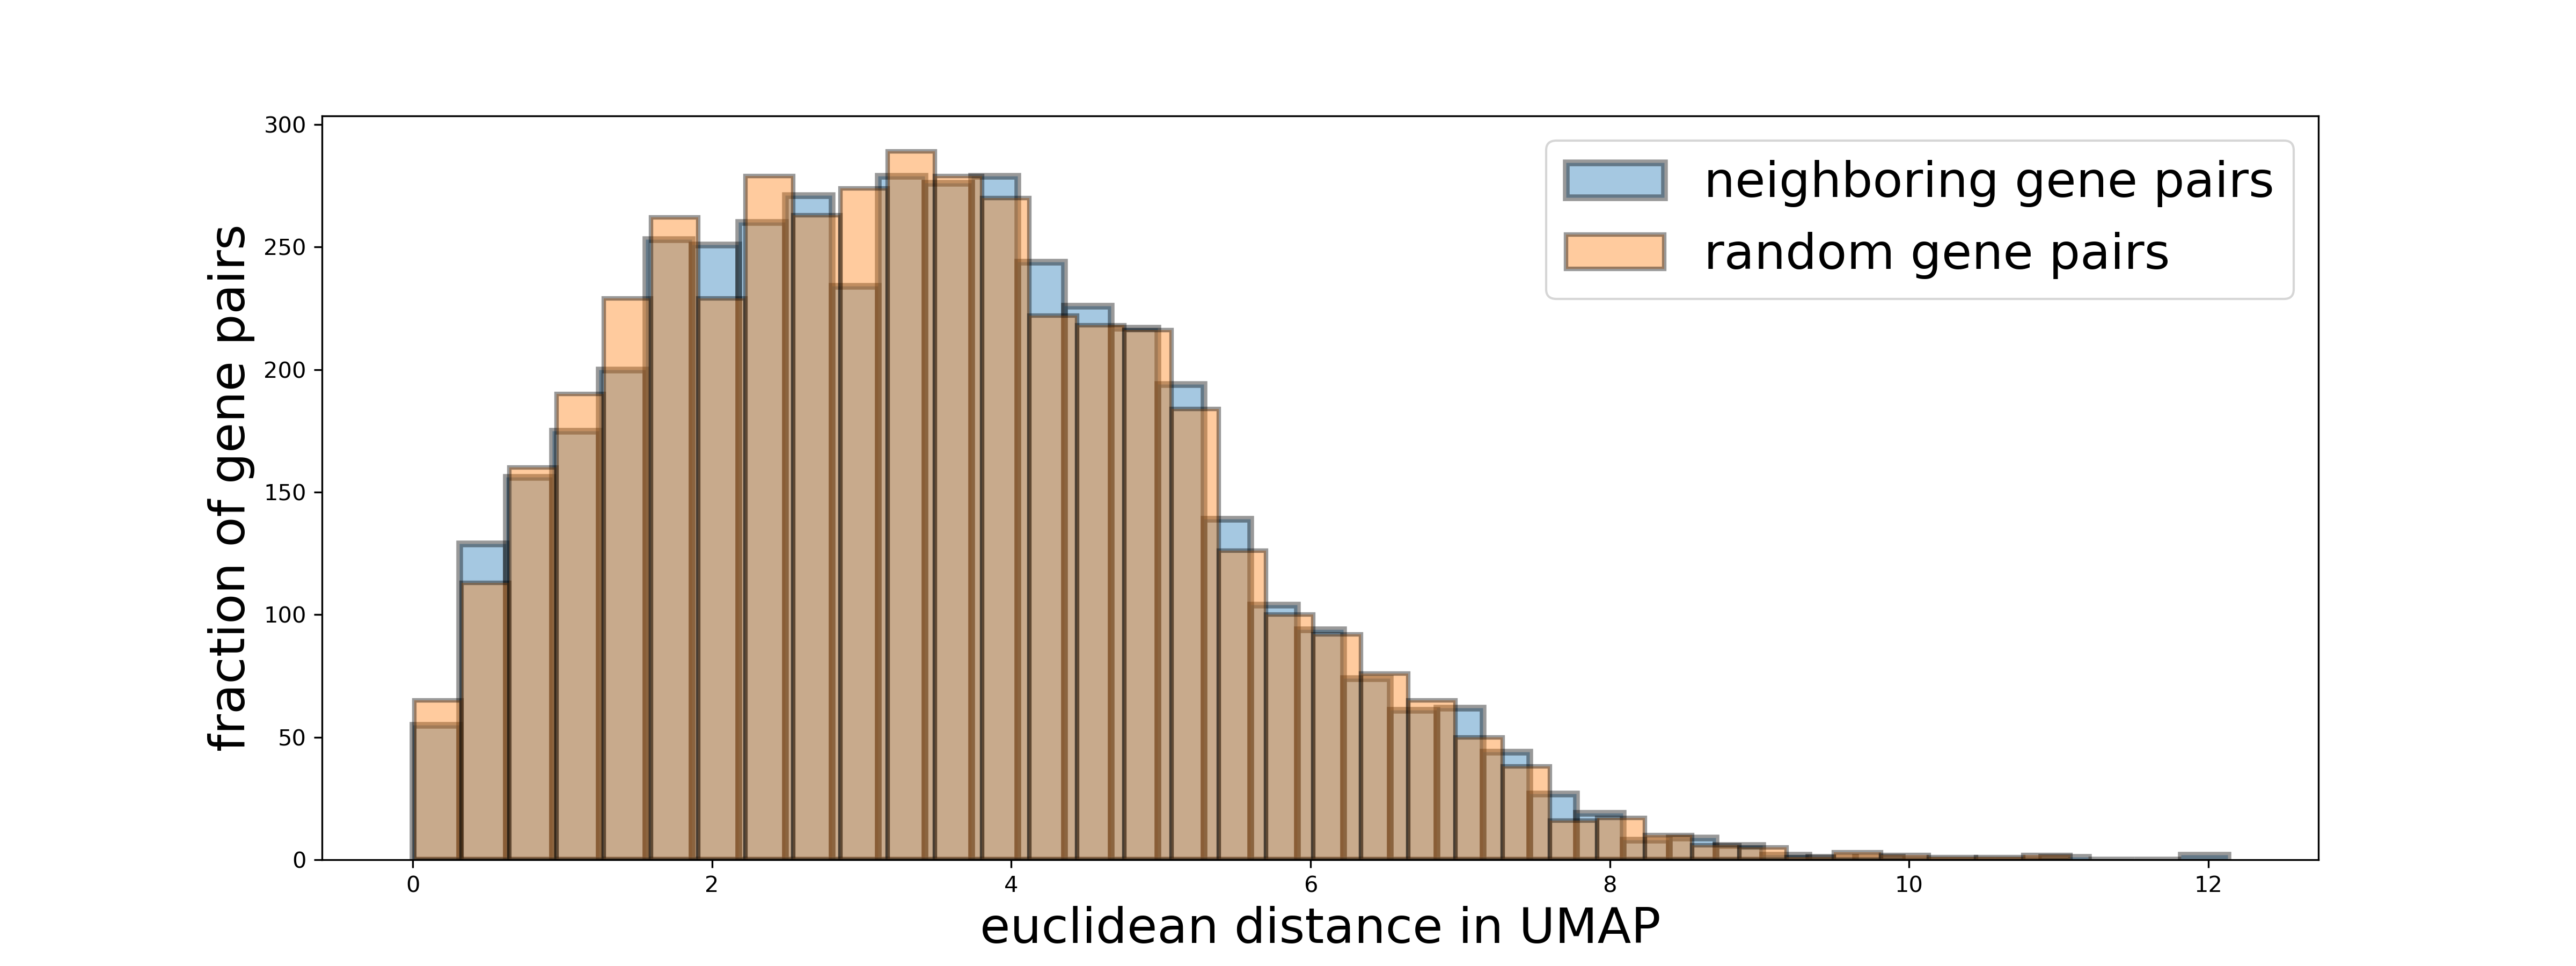 300
250
200
150
100
50
0
fraction of gene pairs
neighboring gene pairs
random gene pairs
0 2 4 6 8 10 12
euclidean distance in UMAP